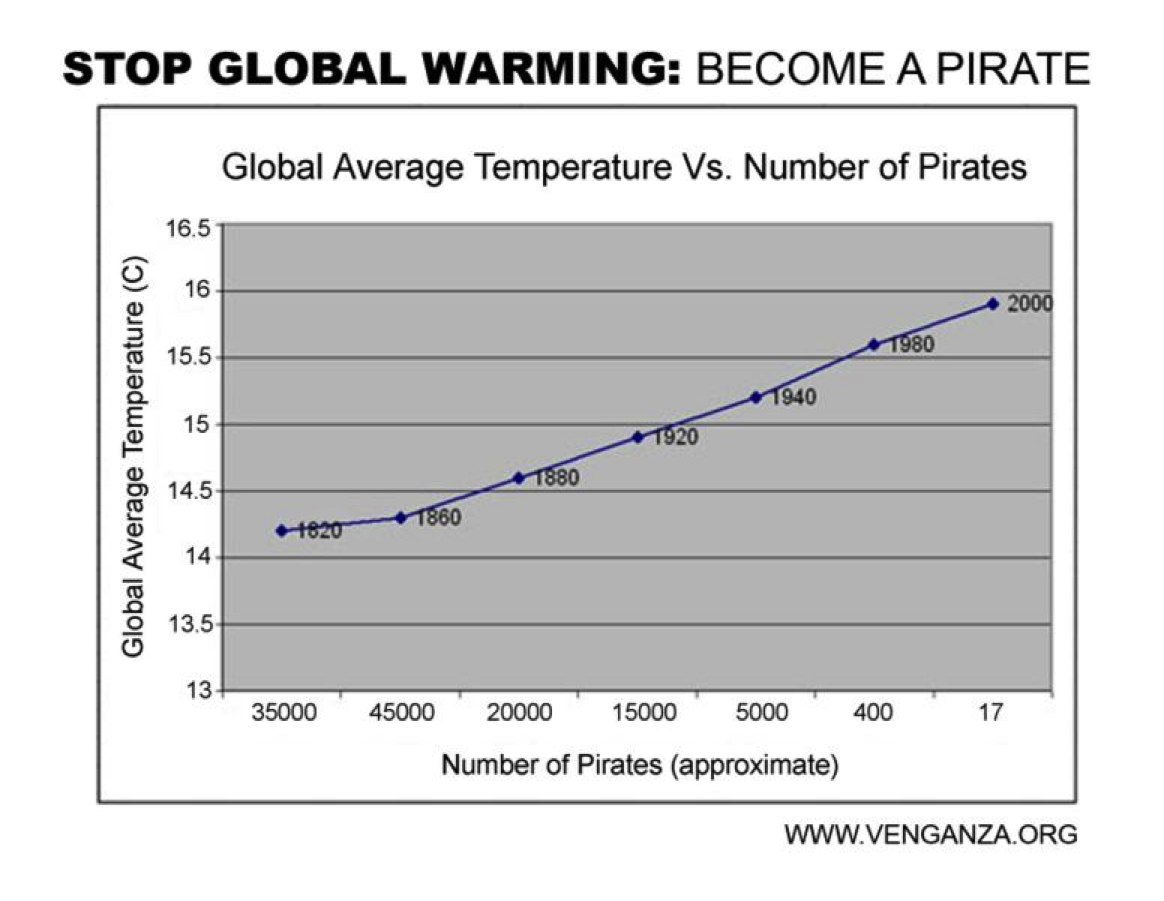 STOP GLOBAL WARMING: BECOME A PIRATE
Global Average Temperature Vs. Number of Pirates
Global Average Temperature (C)
16.5
16
15.5
15
14.5
14
13.5
13
1820
1860
1880
1920
1940
1980
2000
35000 45000 20000 15000 5000 400 17
Number of Pirates (approximate)
WWW.VENGANZA.ORG